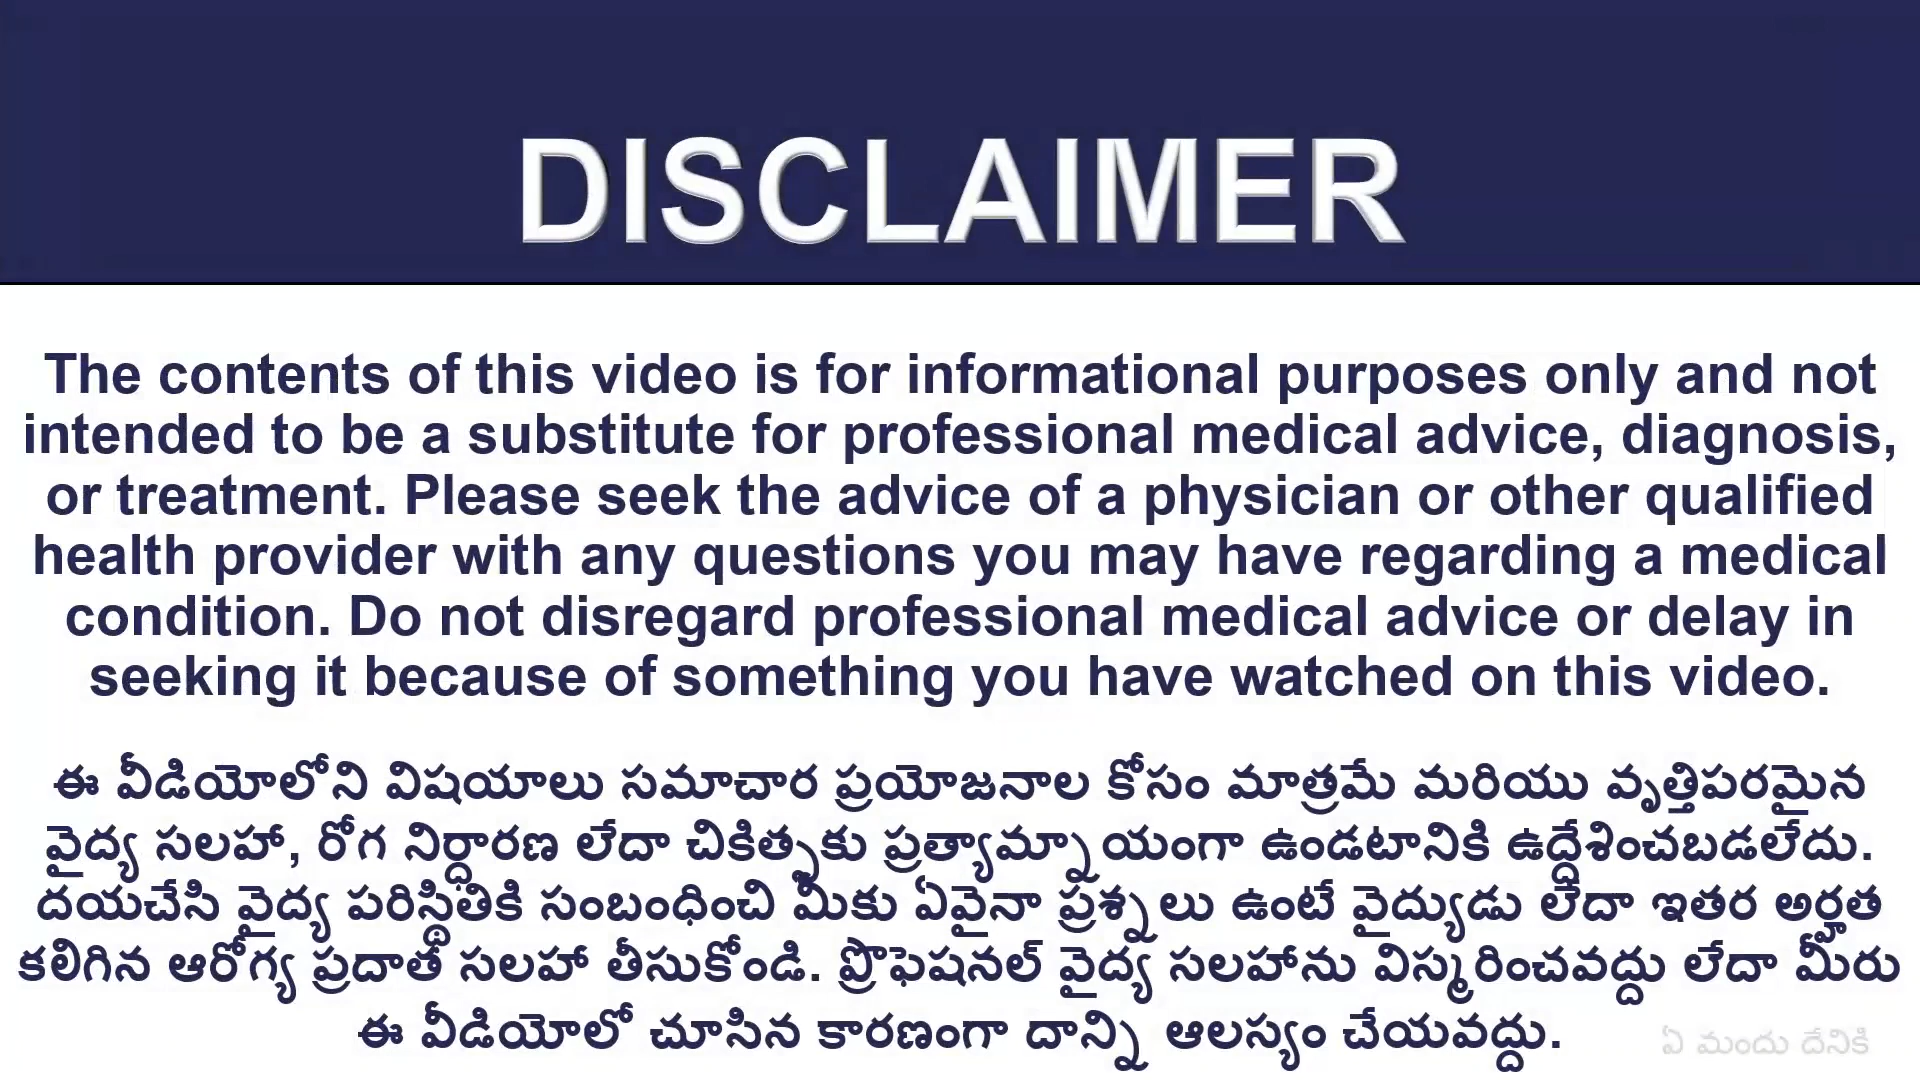 DISCLAIMER
The contents of this video is for informational purposes only and not
intended to be a substitute for professional medical advice, diagnosis,
or treatment. Please seek the advice of a physician or other qualified
health provider with any questions you may have regarding a medical
condition. Do not disregard professional medical advice or delay in
seeking it because of something you have watched on this video.
ఈ వీడియోలోని విషయాలు సమాచార ప్రయోజనాల కోసం మాత్రమే మరియు వృత్తిపరమైన
వైద్య సలహా, రోగ నిర్ధారణ లేదా చికిత్సకు ప్రత్యామ్నాయంగా ఉండటానికి ఉద్దేశించబడలేదు.
దయచేసి వైద్య పరిస్థితికి సంబంధించి మీకు ఏవైనా ప్రశ్నలు ఉంటే వైద్యుడు లేదా ఇతర అర్హత
కలిగిన ఆరోగ్య ప్రదాత సలహా తీసుకోండి. ప్రొఫెషనల్ వైద్య సలహాను విస్మరించవద్దు లేదా మీరు
ఈ వీడియోలో చూసిన కారణంగా దాన్ని ఆలస్యం చేయవద్దు.
ఏ మందు దేనికి